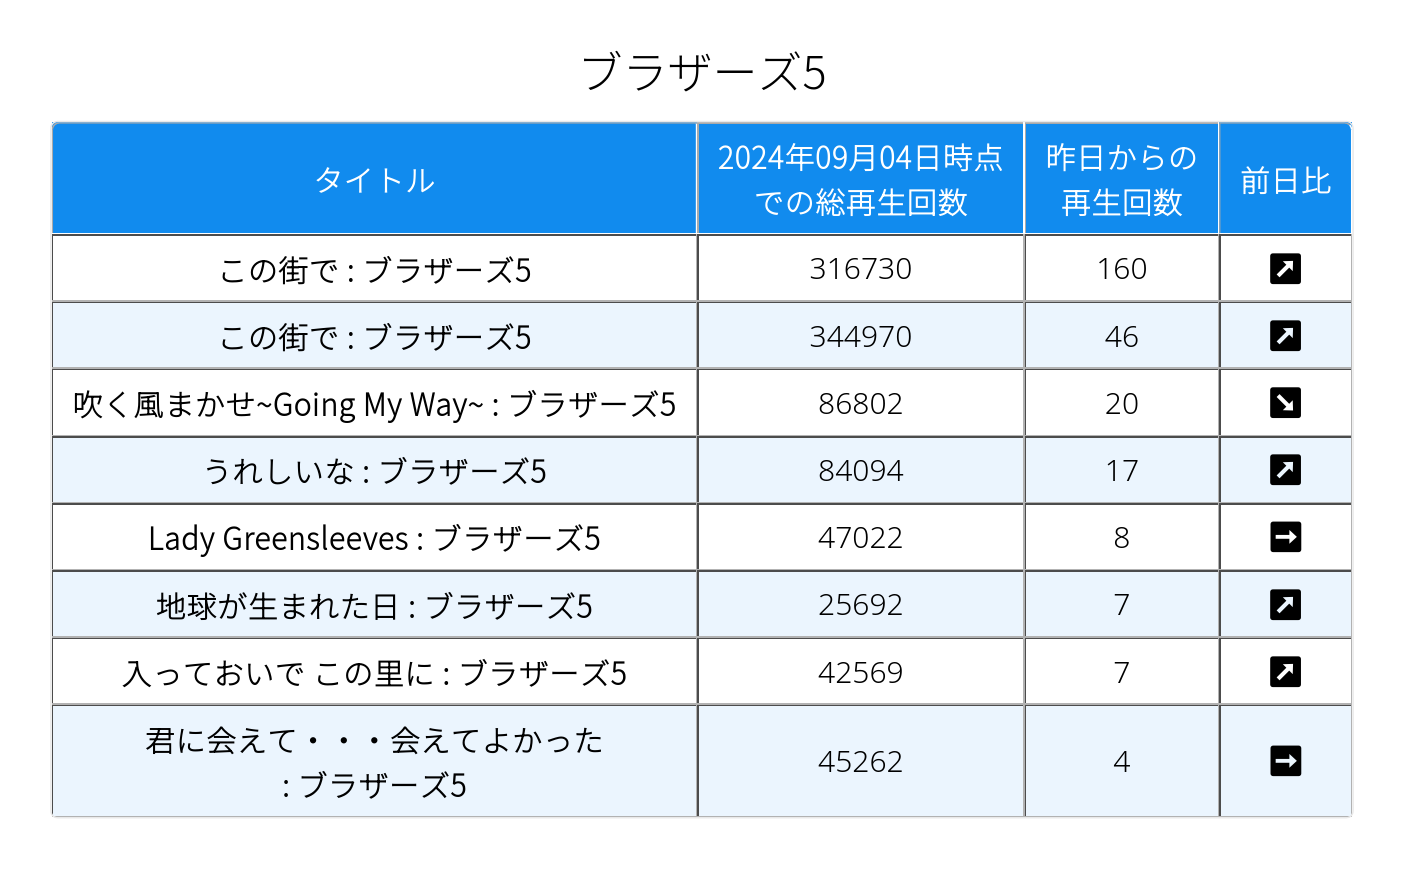 ブラザーズ5
タイトル
2024年09月04日時点
での総再生回数
昨日からの
再生回数
前日比
この街で : ブラザーズ5
316730
160
この街で : ブラザーズ5
344970
46
吹く風まかせ~Going My Way~ : ブラザーズ5
86802
20
うれしいな : ブラザーズ5
84094
17
Lady Greensleeves : ブラザーズ5
47022
8
地球が生まれた日 : ブラザーズ5
25692
7
入っておいで この里に : ブラザーズ5
42569
7
君に会えて・・・会えてよかった
: ブラザーズ5
45262
4